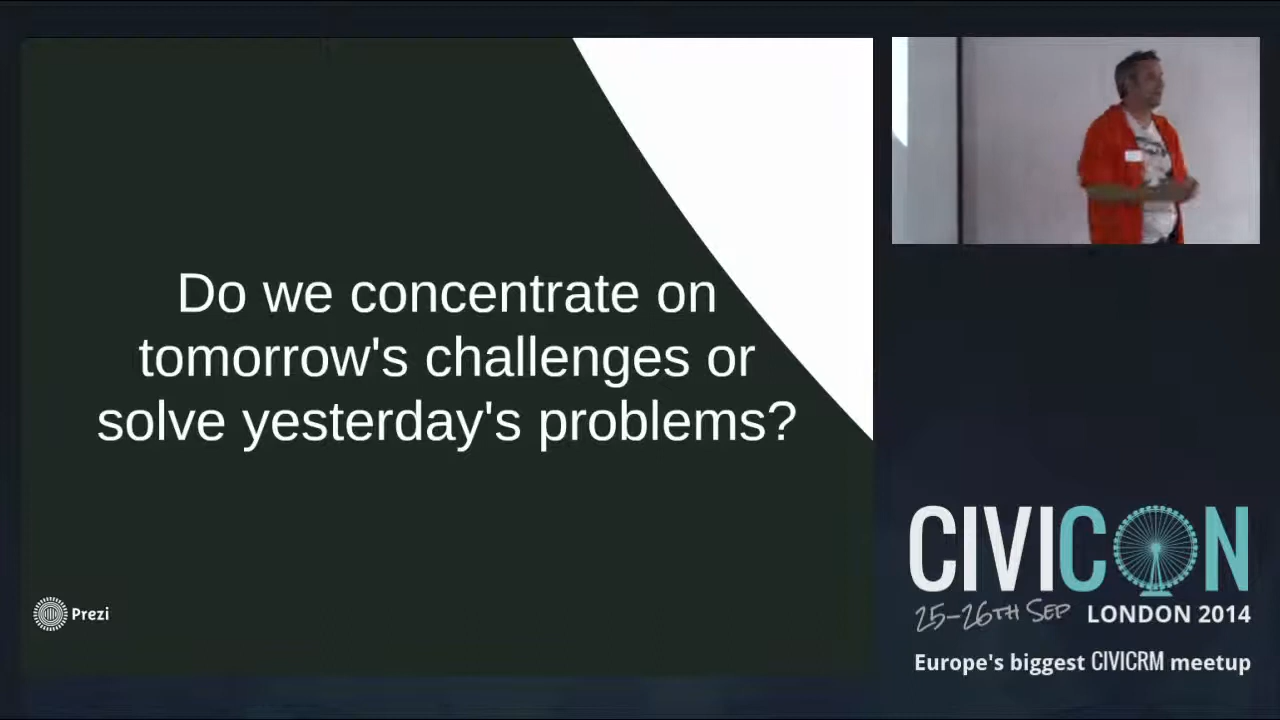 Do we concentrate on
tomorrow's challenges or
solve yesterday's problems?
Prezi
CIVICON
25-26TH SEP LONDON 2014
Europe's biggest CIVICRM meetup